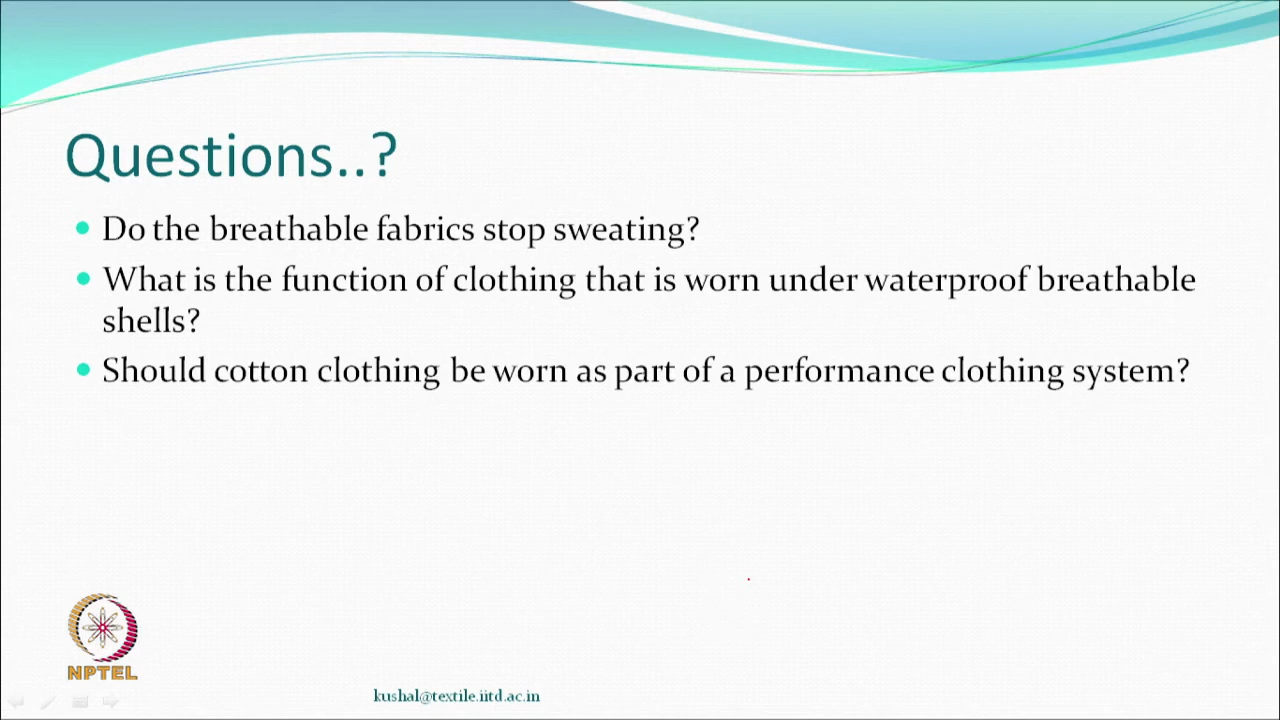 Questions..?
Do the breathable fabrics stop sweating?
What is the function of clothing that is worn under waterproof breathable
shells?
Should cotton clothing be worn as part of a performance clothing system?
NPTEL
kushal@textile.iitd.ac.in